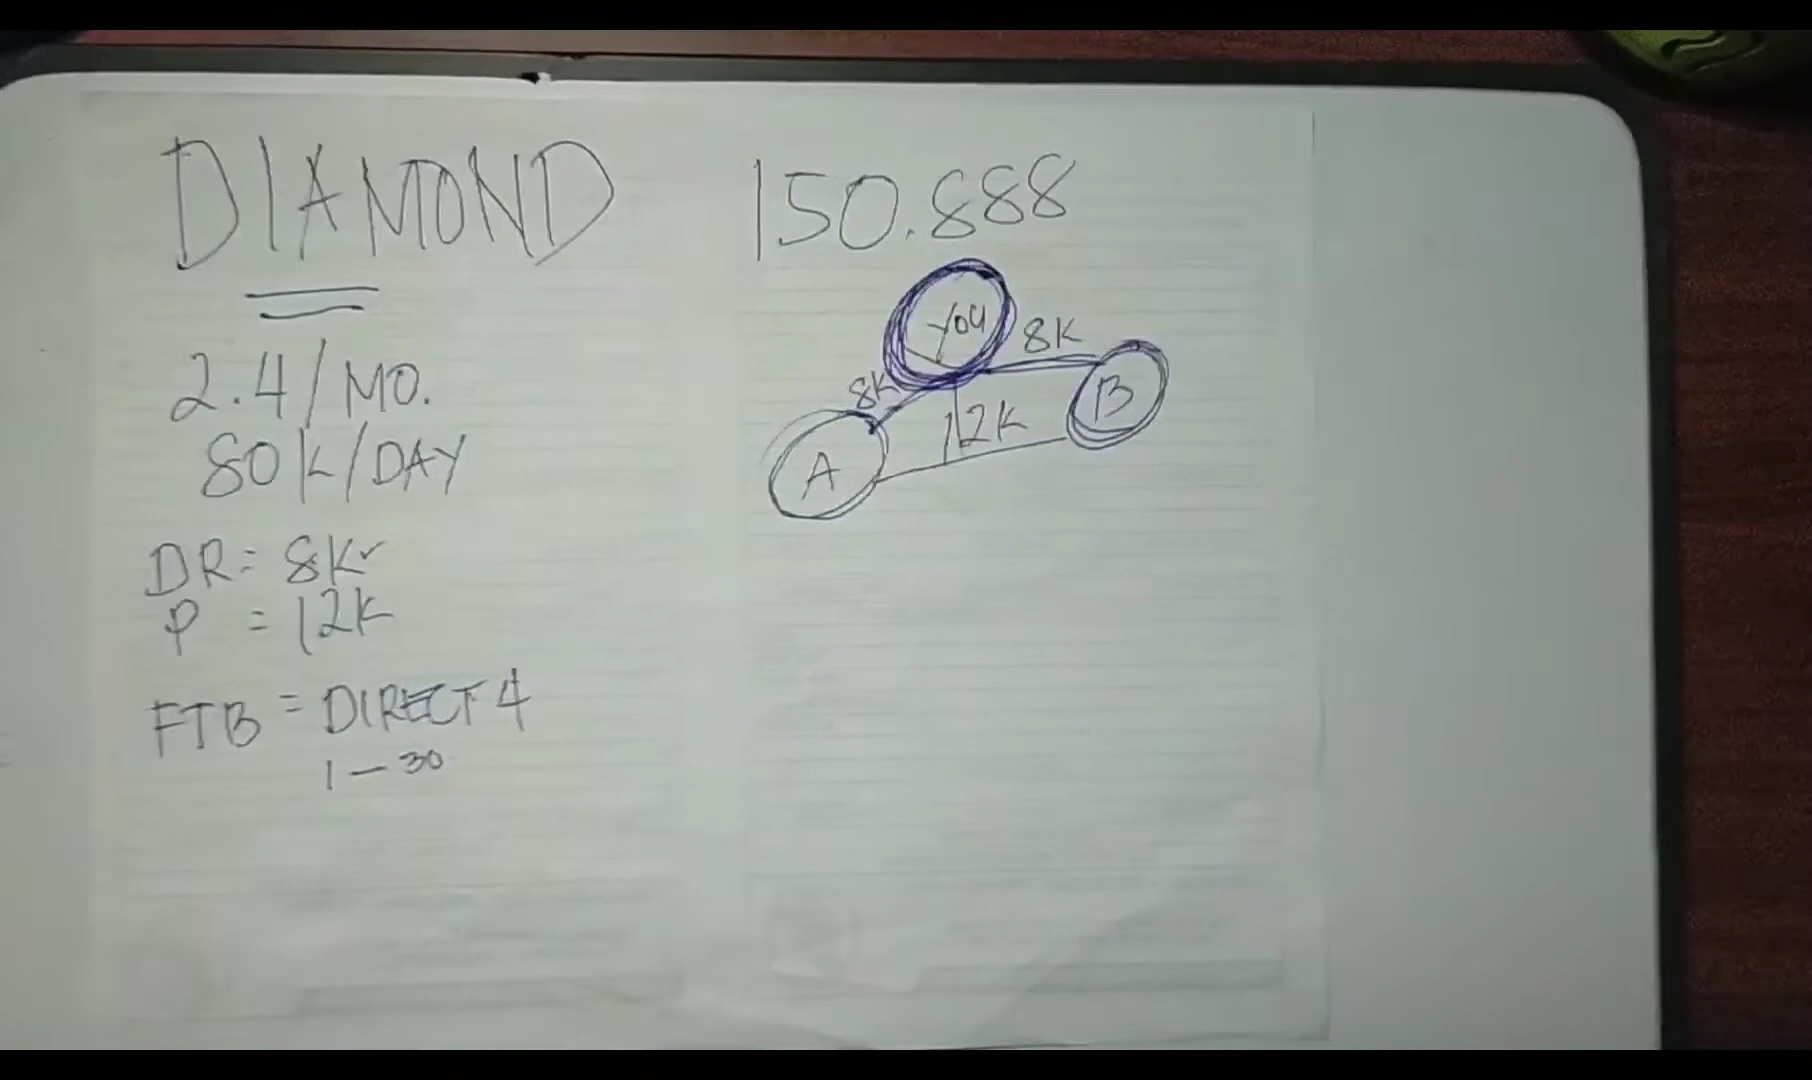 DIAMOND
150.888
2.4/MO.
80K/DAY
DR = 8K
P = 12K
FTB = DIRECT 4
1 — 30
YOU
8K
8K
12K
A
B